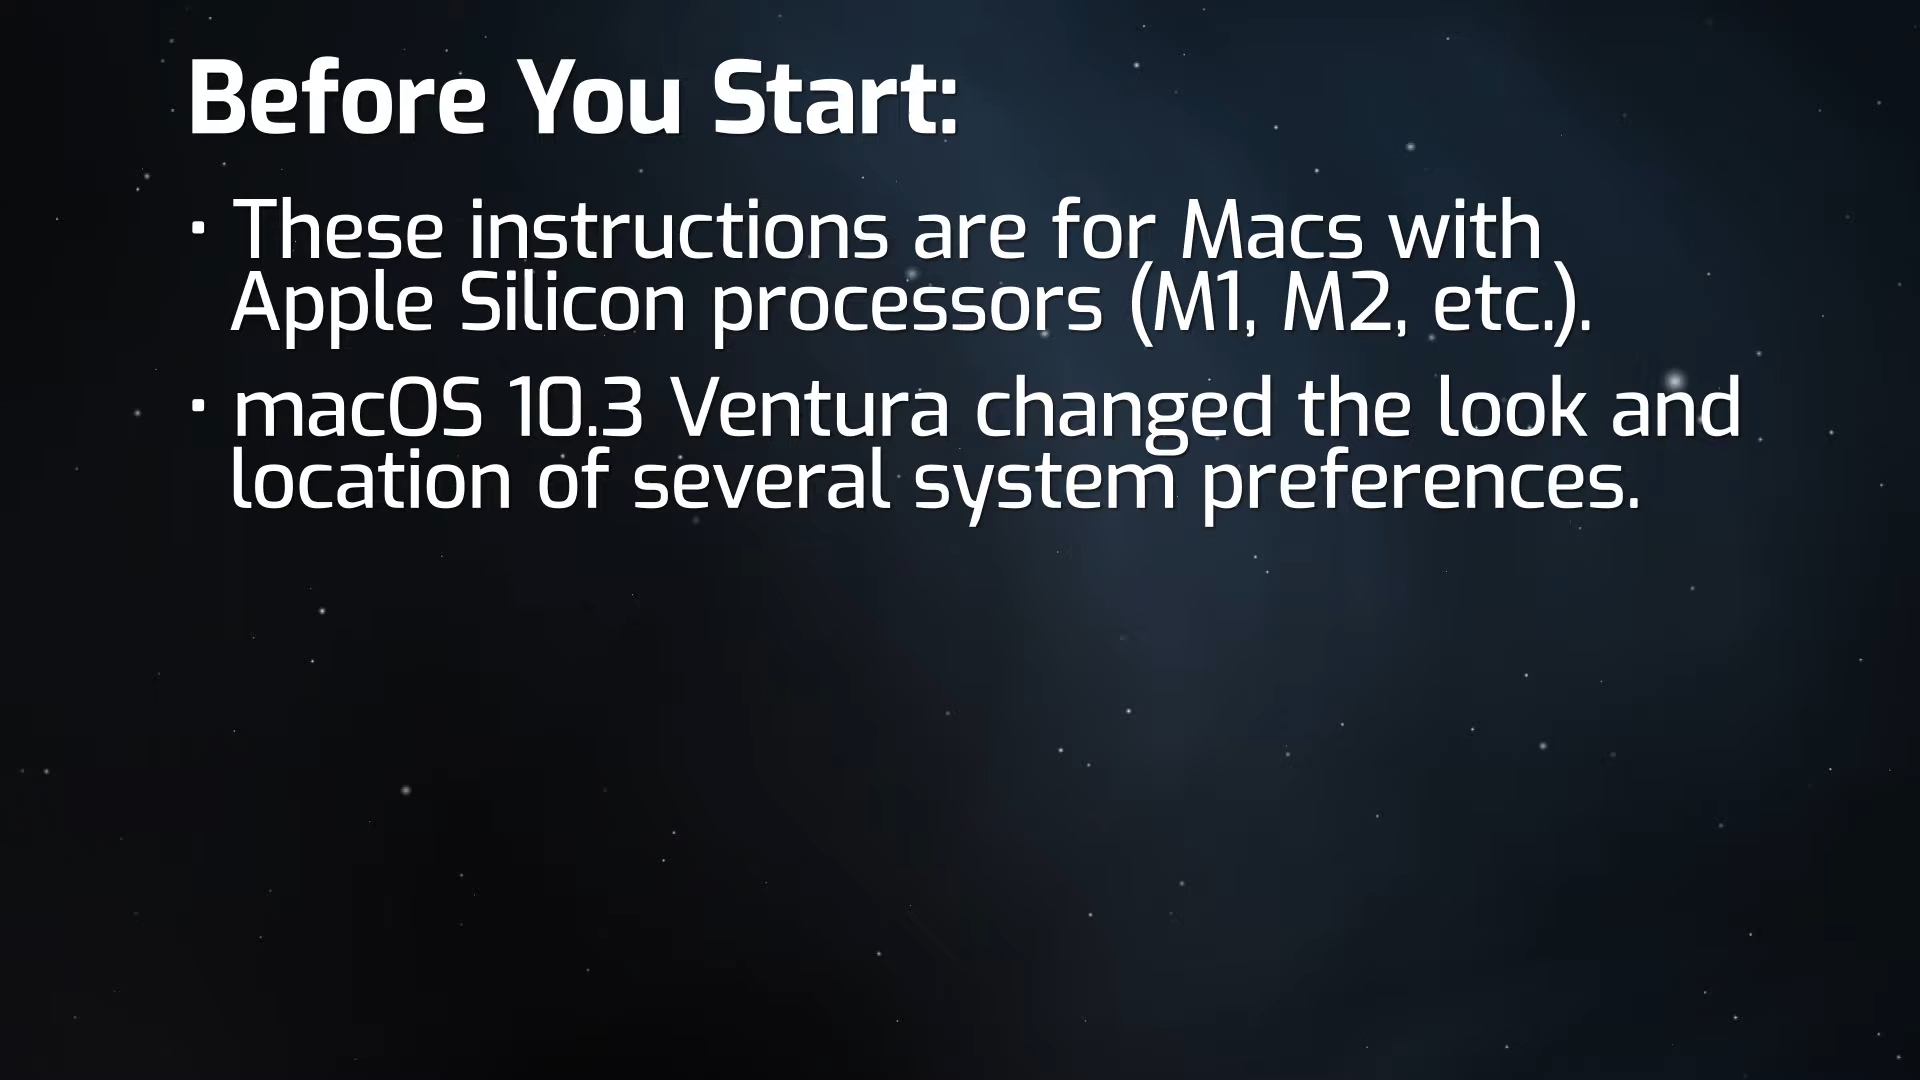 Before You Start:
· These instructions are for Macs with
Apple Silicon processors (M1, M2, etc.).
· macOS 10.3 Ventura changed the look and
location of several system preferences.